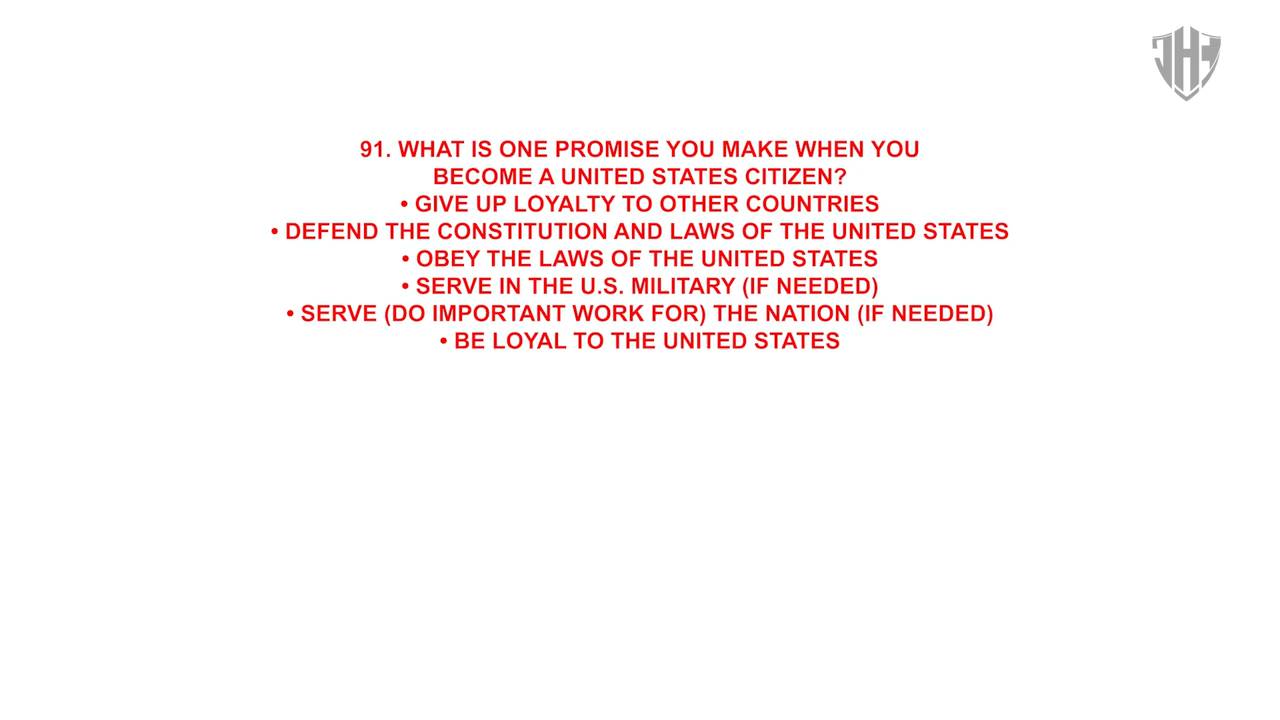 JHE
91. WHAT IS ONE PROMISE YOU MAKE WHEN YOU
BECOME A UNITED STATES CITIZEN?
• GIVE UP LOYALTY TO OTHER COUNTRIES
• DEFEND THE CONSTITUTION AND LAWS OF THE UNITED STATES
• OBEY THE LAWS OF THE UNITED STATES
• SERVE IN THE U.S. MILITARY (IF NEEDED)
• SERVE (DO IMPORTANT WORK FOR) THE NATION (IF NEEDED)
• BE LOYAL TO THE UNITED STATES